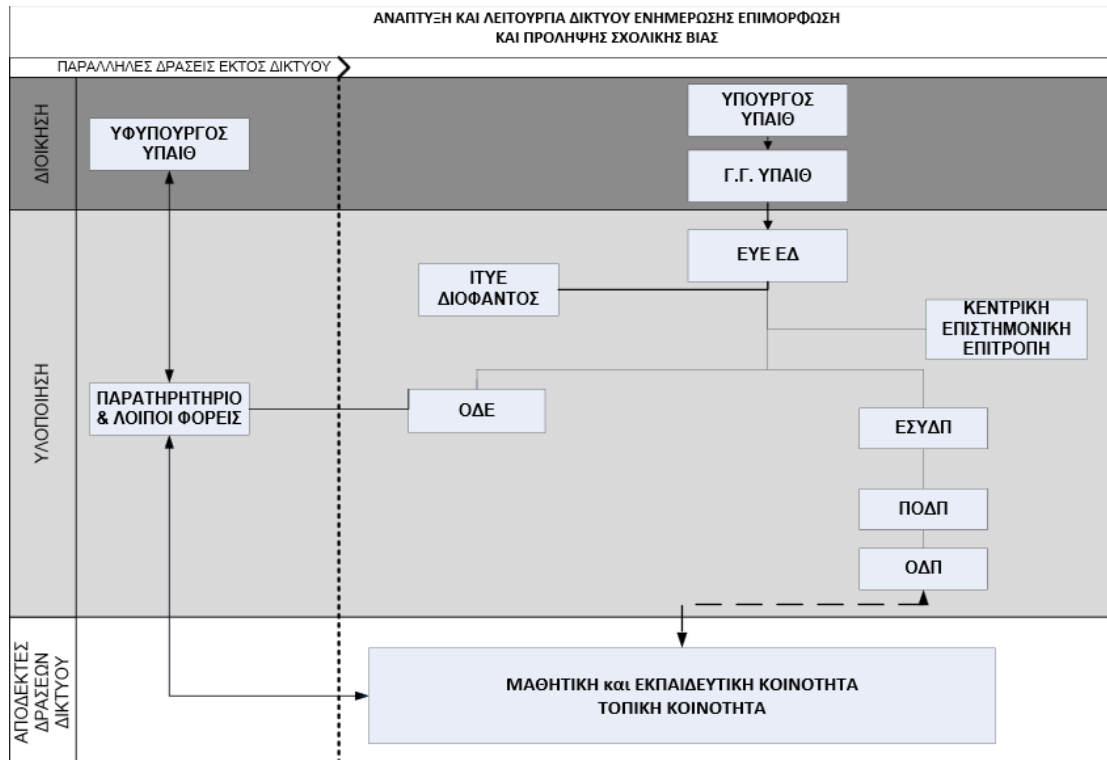 ΑΝΑΠΤΥΞΗ ΚΑΙ ΛΕΙΤΟΥΡΓΙΑ ΔΙΚΤΥΟΥ ΕΝΗΜΕΡΩΣΗΣ ΕΠΙΜΟΡΦΩΣΗ
ΚΑΙ ΠΡΟΛΗΨΗΣ ΣΧΟΛΙΚΗΣ ΒΙΑΣ
ΠΑΡΑΛΛΗΛΕΣ ΔΡΑΣΕΙΣ ΕΚΤΟΣ ΔΙΚΤΥΟΥ
ΔΙΟΙΚΗΣΗ
ΥΦΥΠΟΥΡΓΟΣ
ΥΠΑΙΘ
ΥΠΟΥΡΓΟΣ
ΥΠΑΙΘ
Γ.Γ. ΥΠΑΙΘ
ΥΛΟΠΟΙΗΣΗ
ΕΥΕ ΕΔ
ΙΤΥΕ
ΔΙΟΦΑΝΤΟΣ
ΚΕΝΤΡΙΚΗ
ΕΠΙΣΤΗΜΟΝΙΚΗ
ΕΠΙΤΡΟΠΗ
ΠΑΡΑΤΗΡΗΤΗΡΙΟ
& ΛΟΙΠΟΙ ΦΟΡΕΙΣ
ΟΔΕ
ΕΣΥΔΠ
ΠΟΔΠ
ΟΔΠ
ΑΠΟΔΕΚΤΕΣ
ΔΡΑΣΕΩΝ
ΔΙΚΤΥΟΥ
ΜΑΘΗΤΙΚΗ και ΕΚΠΑΙΔΕΥΤΙΚΗ ΚΟΙΝΟΤΗΤΑ
ΤΟΠΙΚΗ ΚΟΙΝΟΤΗΤΑ